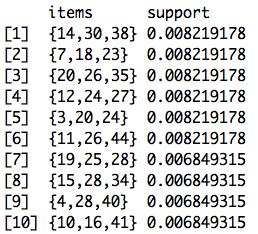 items support
[1] {14,30,38} 0.008219178
[2] {7,18,23} 0.008219178
[3] {20,26,35} 0.008219178
[4] {12,24,27} 0.008219178
[5] {3,20,24} 0.008219178
[6] {11,26,44} 0.008219178
[7] {19,25,28} 0.006849315
[8] {15,28,34} 0.006849315
[9] {4,28,40} 0.006849315
[10] {10,16,41} 0.006849315